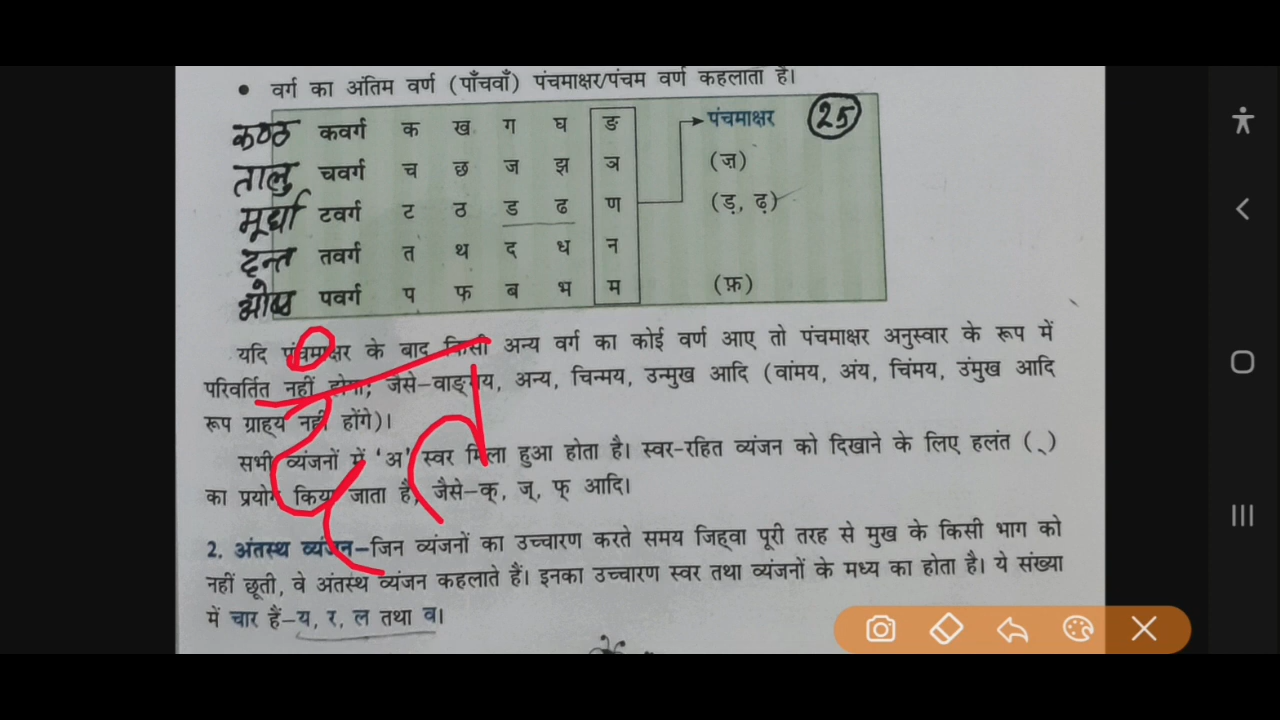 • वर्ग का अंतिम वर्ण (पाँचवाँ) पंचमाक्षर/पंचम वर्ण कहलाता है।
कण्ठ कवर्ग क ख ग घ ङ पंचमाक्षर 25
तालु चवर्ग च छ ज झ ञ (ज़)
मूर्धा टवर्ग ट ठ ड ढ ण (ड़, ढ़)
दन्त तवर्ग त थ द ध न
ओष्ठ पवर्ग प फ ब भ म (फ़)
यदि पंचमाक्षर के बाद किसी अन्य वर्ग का कोई वर्ण आए तो पंचमाक्षर अनुस्वार के रूप में
परिवर्तित नहीं होगा; जैसे–वाङ्मय, अन्य, चिन्मय, उन्मुख आदि (वांमय, अंय, चिंमय, उंमुख आदि
रूप ग्राह्य नहीं होंगे)।
दंत
सभी व्यंजनों में 'अ' स्वर मिला हुआ होता है। स्वर-रहित व्यंजन को दिखाने के लिए हलंत (्)
का प्रयोग किया जाता है, जैसे–क्, ज्, फ् आदि।
2. अंतस्थ व्यंजन–जिन व्यंजनों का उच्चारण करते समय जिह्वा पूरी तरह से मुख के किसी भाग को
नहीं छूती, वे अंतस्थ व्यंजन कहलाते हैं। इनका उच्चारण स्वर तथा व्यंजनों के मध्य का होता है। ये संख्या
में चार हैं–य, र, ल तथा व।